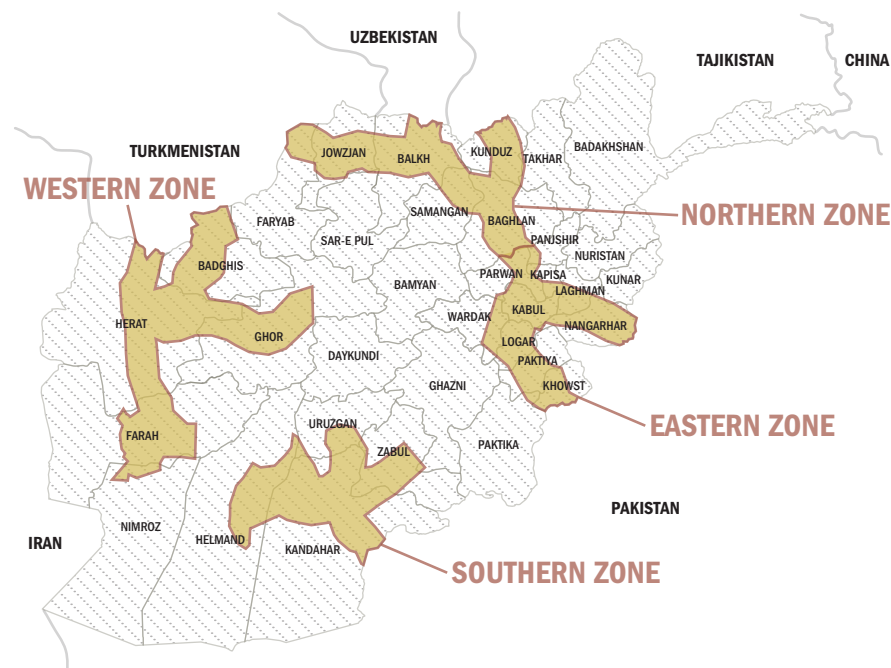 UZBEKISTAN
TAJIKISTAN
CHINA
TURKMENISTAN
JOWZJAN
BALKH
KUNDUZ
TAKHAR
BADAKHSHAN
WESTERN ZONE
FARYAB
SAMANGAN
BAGHLAN
NORTHERN ZONE
SAR-E PUL
PANJSHIR
BADGHIS
NURISTAN
PARWAN
KAPISA
KUNAR
BAMYAN
LAGHMAN
HERAT
GHOR
WARDAK
KABUL
NANGARHAR
LOGAR
DAYKUNDI
PAKTIYA
GHAZNI
KHOWST
URUZGAN
EASTERN ZONE
FARAH
ZABUL
PAKTIKA
PAKISTAN
NIMROZ
IRAN
HELMAND
KANDAHAR
SOUTHERN ZONE